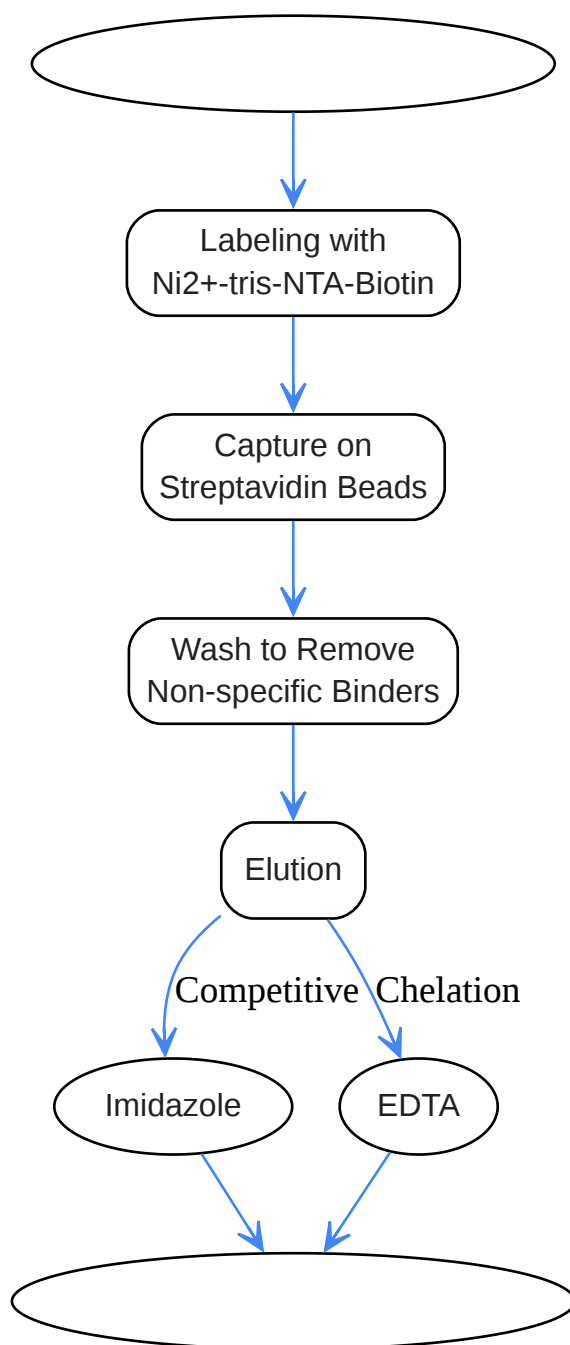 Labeling with
Ni2+-tris-NTA-Biotin
Capture on
Streptavidin Beads
Wash to Remove
Non-specific Binders
Elution
Competitive
Chelation
Imidazole
EDTA